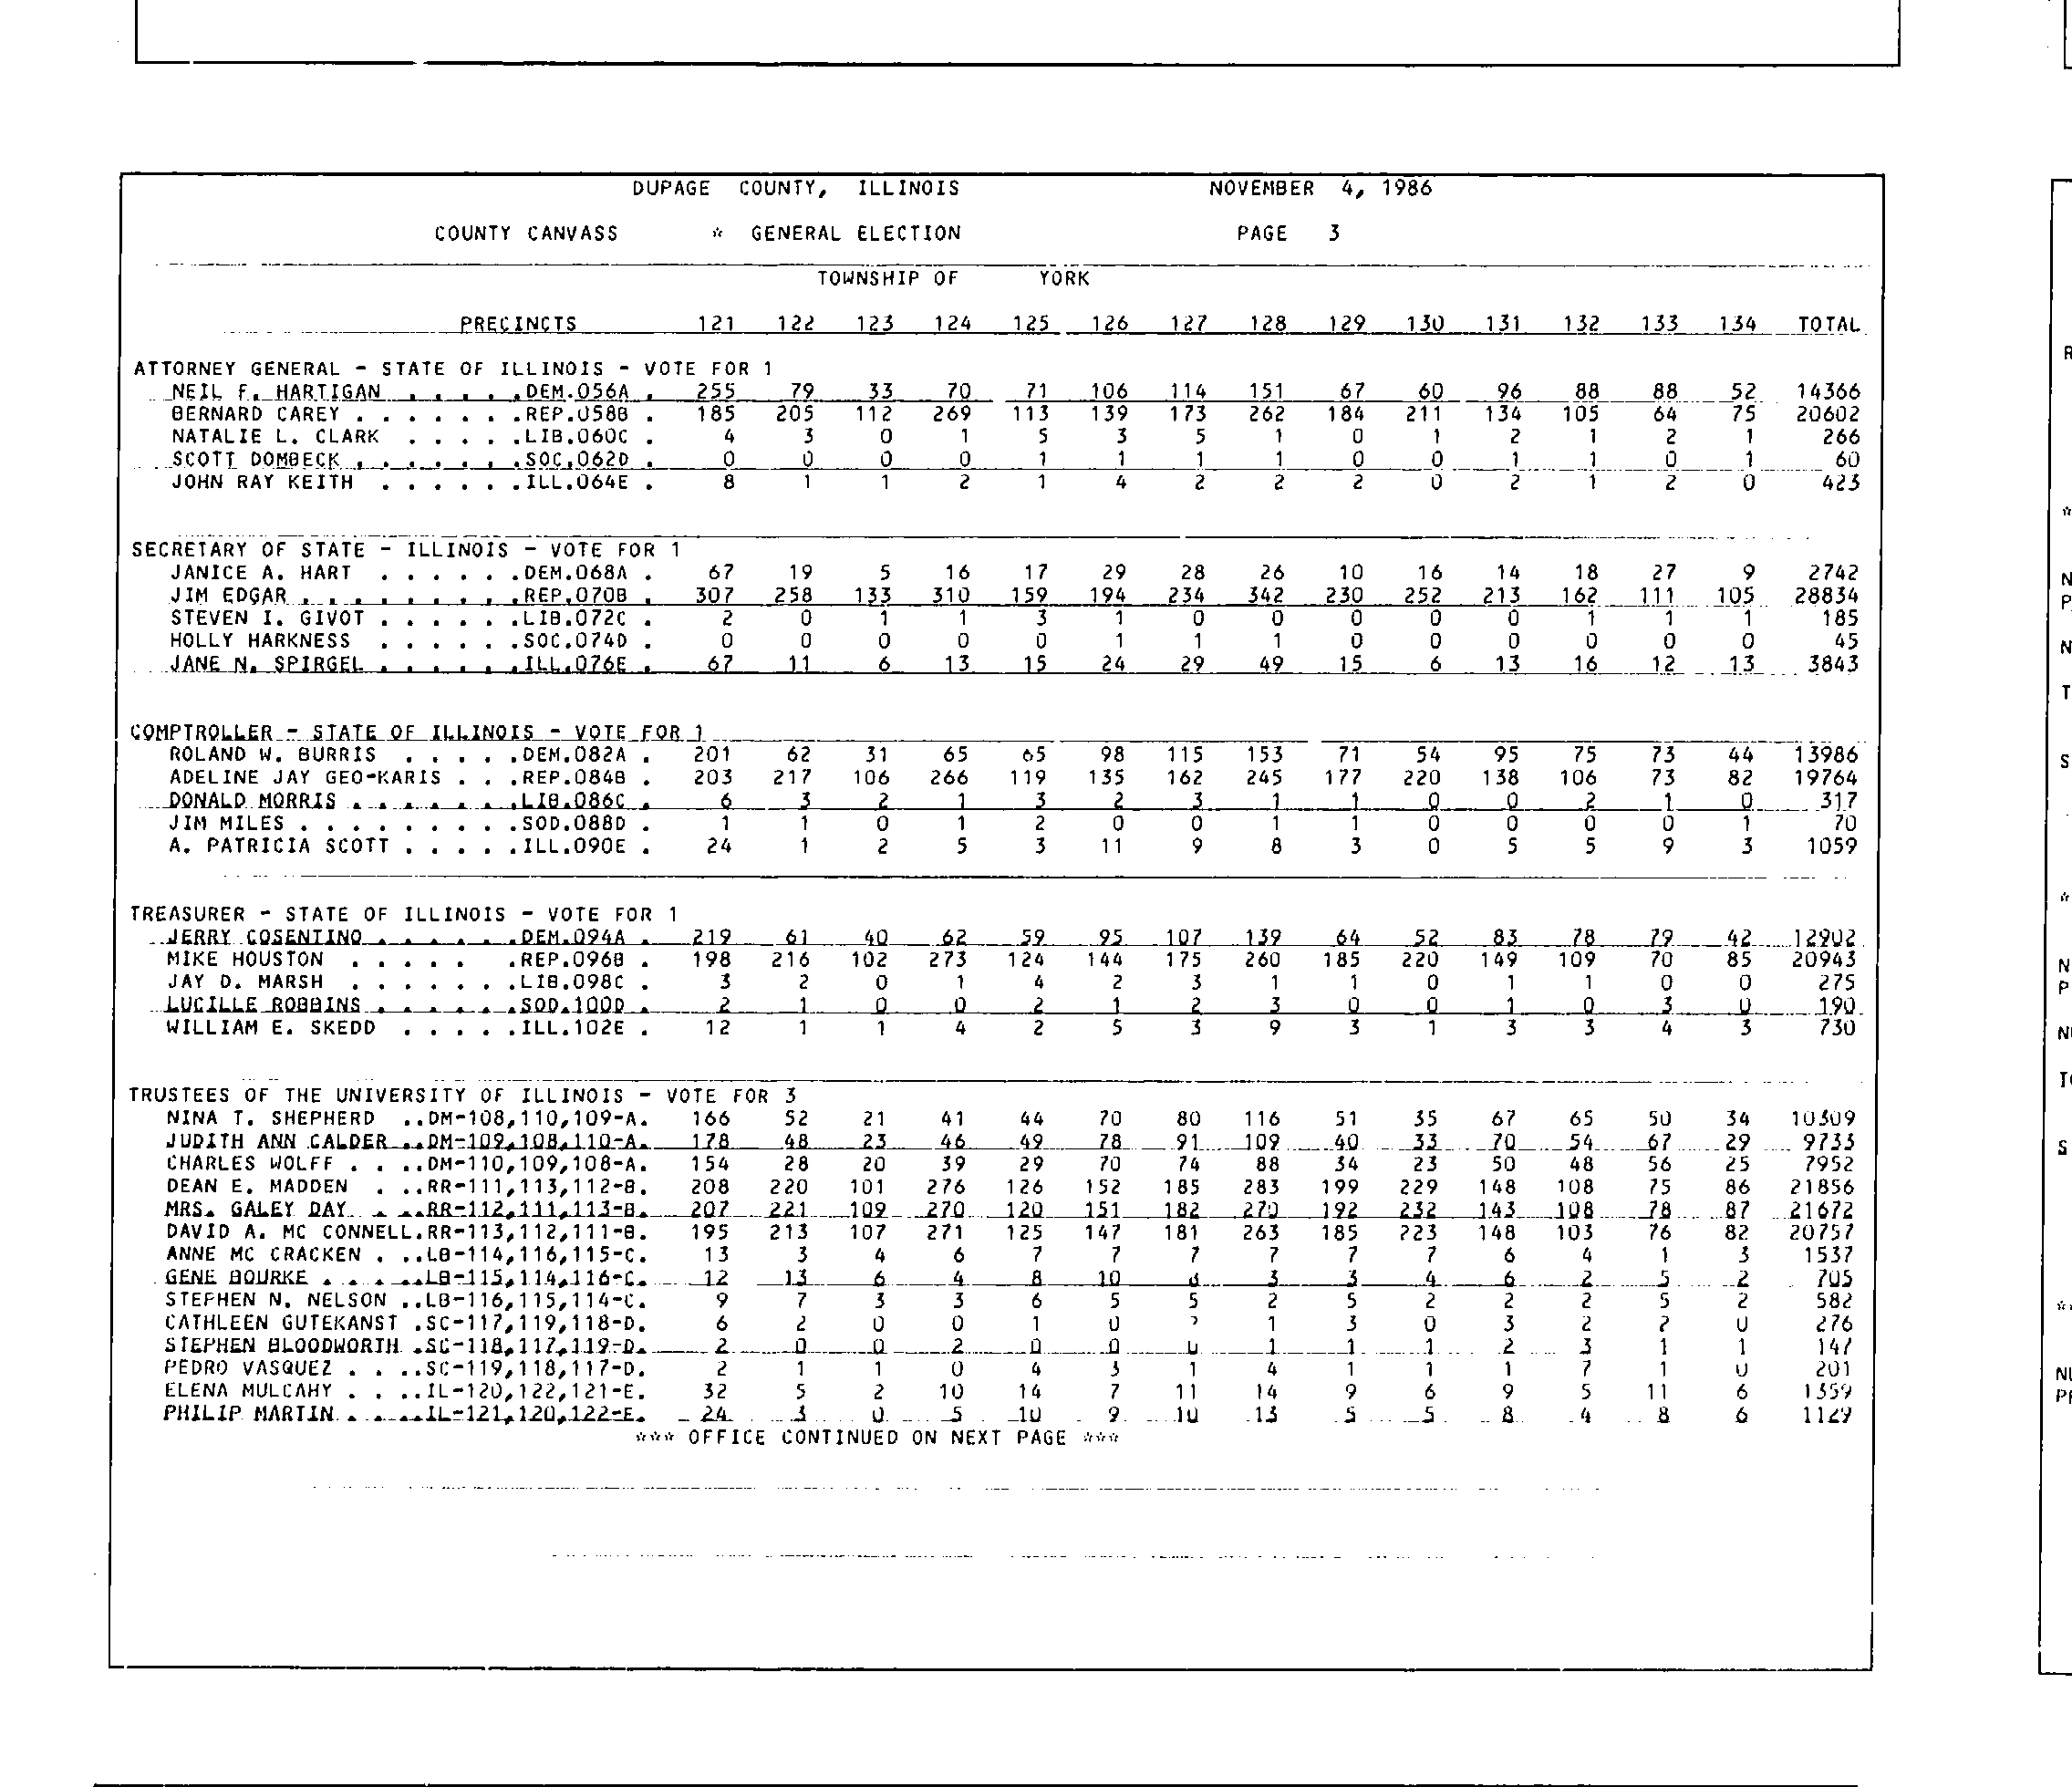 DUPAGE COUNTY, ILLINOIS NOVEMBER 4, 1986
COUNTY CANVASS * GENERAL ELECTION PAGE 3
TOWNSHIP OF YORK
PRECINCTS 121 122 123 124 125 126 127 128 129 130 131 132 133 134 TOTAL
ATTORNEY GENERAL - STATE OF ILLINOIS - VOTE FOR 1
NEIL F. HARTIGAN . . . . . .DEM.056A . 255 79 33 70 71 106 114 151 67 60 96 88 88 52 14366
BERNARD CAREY . . . . . . . .REP.058B . 185 205 112 269 113 139 173 262 184 211 134 105 64 75 20602
NATALIE L. CLARK . . . . . .LIB.060C . 4 3 0 1 5 3 5 1 0 1 2 1 2 1 266
SCOTT DOMBECK . . . . . . . .SOC.062D . 0 0 0 0 1 1 1 1 0 0 1 1 0 1 60
JOHN RAY KEITH . . . . . . .ILL.064E . 8 1 1 2 1 4 2 2 2 0 2 1 2 0 423
SECRETARY OF STATE - ILLINOIS - VOTE FOR 1
JANICE A. HART . . . . . . .DEM.068A . 67 19 5 16 17 29 28 26 10 16 14 18 27 9 2742
JIM EDGAR . . . . . . . . . .REP.070B . 307 258 133 310 159 194 234 342 230 252 213 162 111 105 28834
STEVEN I. GIVOT . . . . . . .LIB.072C . 2 0 1 1 3 1 0 0 0 0 0 1 1 1 185
HOLLY HARKNESS . . . . . . .SOC.074D . 0 0 0 0 0 1 1 1 0 0 0 0 0 0 45
JANE N. SPIRGEL . . . . . . .ILL.076E . 67 11 6 13 15 24 29 49 15 6 13 16 12 13 3843
COMPTROLLER - STATE OF ILLINOIS - VOTE FOR 1
ROLAND W. BURRIS . . . . . .DEM.082A . 201 62 31 65 65 98 115 153 71 54 95 75 73 44 13986
ADELINE JAY GEO-KARIS . . .REP.084B . 203 217 106 266 119 135 162 245 177 220 138 106 73 82 19764
DONALD MORRIS . . . . . . . .LIB.086C . 6 3 2 1 3 2 3 1 1 0 0 2 1 0 317
JIM MILES . . . . . . . . . .SOD.088D . 1 1 0 1 2 0 0 1 1 0 0 0 0 1 70
A. PATRICIA SCOTT . . . . . .ILL.090E . 24 1 2 5 3 11 9 8 3 0 5 5 9 3 1059
TREASURER - STATE OF ILLINOIS - VOTE FOR 1
JERRY COSENTINO . . . . . . .DEM.094A . 219 61 40 62 59 95 107 139 64 52 83 78 79 42 12902
MIKE HOUSTON . . . . . .REP.096B . 198 216 102 273 124 144 175 260 185 220 149 109 70 85 20943
JAY D. MARSH . . . . . . . .LIB.098C . 3 2 0 1 4 2 3 1 1 0 1 1 0 0 275
LUCILLE ROBBINS . . . . . . .SOD.100D . 2 1 0 0 2 1 2 3 0 0 1 0 3 0 190
WILLIAM E. SKEDD . . . . . .ILL.102E . 12 1 1 4 2 5 3 9 3 1 3 3 4 3 730
TRUSTEES OF THE UNIVERSITY OF ILLINOIS - VOTE FOR 3
NINA T. SHEPHERD ..DM-108,110,109-A. 166 52 21 41 44 70 80 116 51 35 67 65 50 34 10309
JUDITH ANN CALDER ..DM-109,108,110-A. 178 48 23 46 49 78 91 109 40 33 70 54 67 29 9733
CHARLES WOLFF . . ..DM-110,109,108-A. 154 28 20 39 29 70 74 88 34 23 50 48 56 25 7952
DEAN E. MADDEN . ..RR-111,113,112-B. 208 220 101 276 126 152 185 283 199 229 148 108 75 86 21856
MRS. GALEY DAY . ..RR-112,111,113-B. 207 221 109 270 120 151 182 270 192 232 143 108 78 87 21672
DAVID A. MC CONNELL.RR-113,112,111-B. 195 213 107 271 125 147 181 263 185 223 148 103 76 82 20757
ANNE MC CRACKEN . ..LB-114,116,115-C. 13 3 4 6 7 7 7 7 7 7 6 4 1 3 1537
GENE BOURKE . . . ..LB-115,114,116-C. 12 13 6 4 8 10 3 3 4 6 2 5 2 705
STEPHEN N. NELSON ..LB-116,115,114-C. 9 7 3 3 6 5 5 2 5 2 2 2 5 2 582
CATHLEEN GUTEKANST .SC-117,119,118-D. 6 2 0 0 1 0 1 3 0 3 2 2 0 276
STEPHEN BLOODWORTH .SC-118,117,119-D. 2 0 0 2 0 0 0 1 1 1 2 3 1 1 147
PEDRO VASQUEZ . . ..SC-119,118,117-D. 2 1 1 0 4 3 1 4 1 1 1 7 1 0 201
ELENA MULCAHY . . ..IL-120,122,121-E. 32 5 2 10 14 7 11 14 9 6 9 5 11 6 1359
PHILIP MARTIN . . ..IL-121,120,122-E. 24 3 0 5 10 9 10 13 5 5 8 4 8 6 1129
*** OFFICE CONTINUED ON NEXT PAGE ***